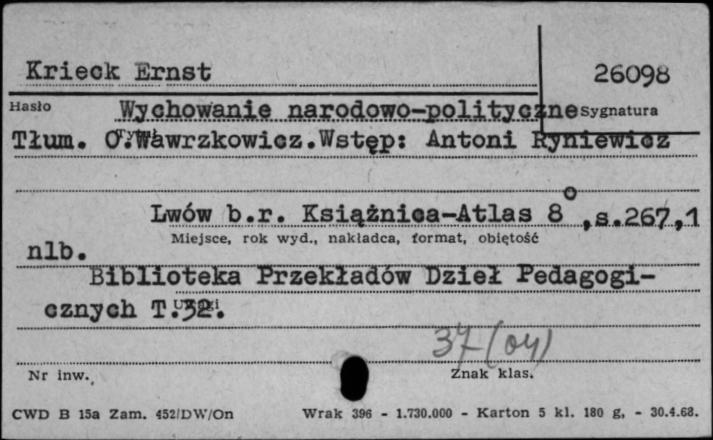 Krieck Ernst 26098
Hasło Wychowanie narodowo-polityczne Sygnatura
Tytuł
Tłum. O.Wawrzkowicz.Wstęp: Antoni Ryniewicz
Lwów b.r. Książnica-Atlas 8°,s.267,1
Miejsce, rok wyd., nakładca, format, objętość
nlb.
Biblioteka Przekładów Dzieł Pedagogi-
Uwagi
cznych T.32.
37(04)
Nr inw. Znak klas.
CWD B 15a Zam. 452/DW/On Wrak 396 - 1.730.000 - Karton 5 kl. 180 g, - 30.4.68.